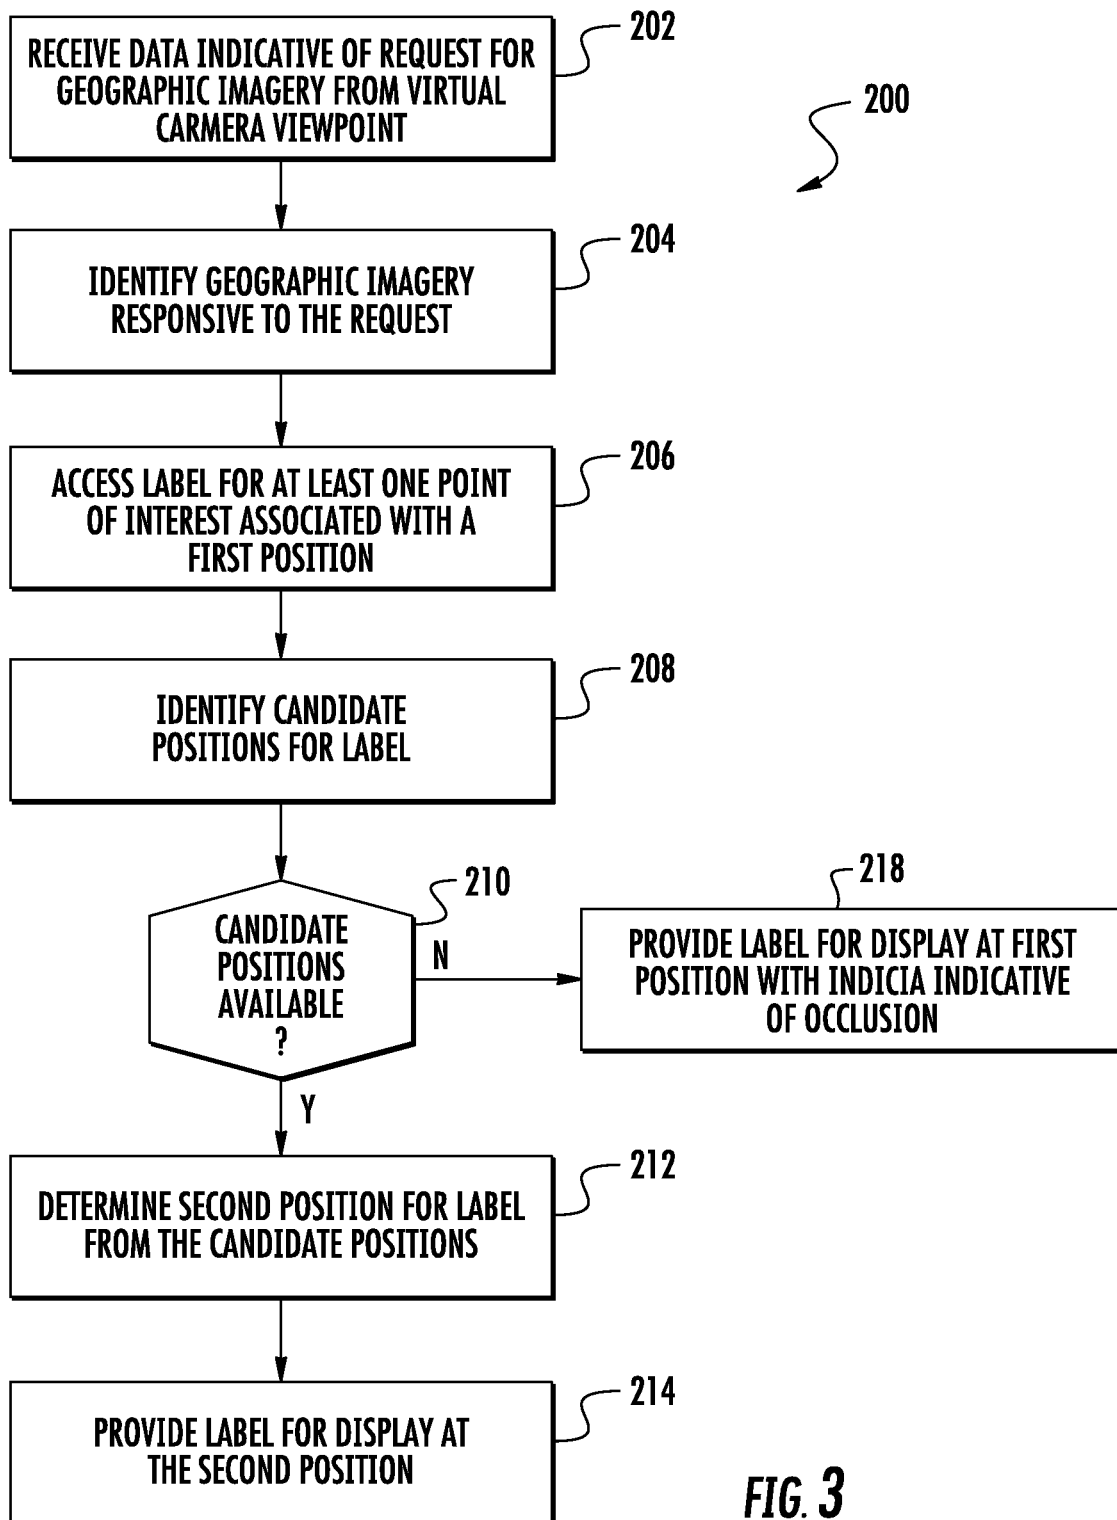 202
RECEIVE DATA INDICATIVE OF REQUEST FOR
GEOGRAPHIC IMAGERY FROM VIRTUAL
CARMERA VIEWPOINT
200
204
IDENTIFY GEOGRAPHIC IMAGERY
RESPONSIVE TO THE REQUEST
206
ACCESS LABEL FOR AT LEAST ONE POINT
OF INTEREST ASSOCIATED WITH A
FIRST POSITION
208
IDENTIFY CANDIDATE
POSITIONS FOR LABEL
210
CANDIDATE
POSITIONS
AVAILABLE
?
N
218
PROVIDE LABEL FOR DISPLAY AT FIRST
POSITION WITH INDICIA INDICATIVE
OF OCCLUSION
Y
212
DETERMINE SECOND POSITION FOR LABEL
FROM THE CANDIDATE POSITIONS
214
PROVIDE LABEL FOR DISPLAY AT
THE SECOND POSITION
FIG. 3